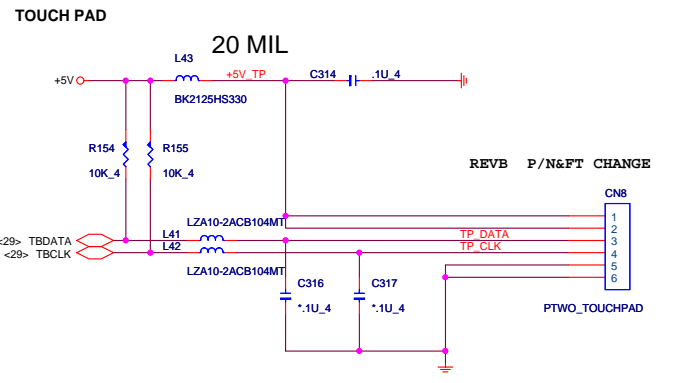 TOUCH PAD
20 MIL
L43
+5V
+5V_TP
C314
.1U_4
BK2125HS330
R154
R155
10K_4
10K_4
REVB P/N&FT CHANGE
CN8
LZA10-2ACB104MT
1
2
<29> TBDATA
L41
TP_DATA
3
<29> TBCLK
L42
TP_CLK
4
5
LZA10-2ACB104MT
6
C316
C317
*.1U_4
*.1U_4
PTWO_TOUCHPAD